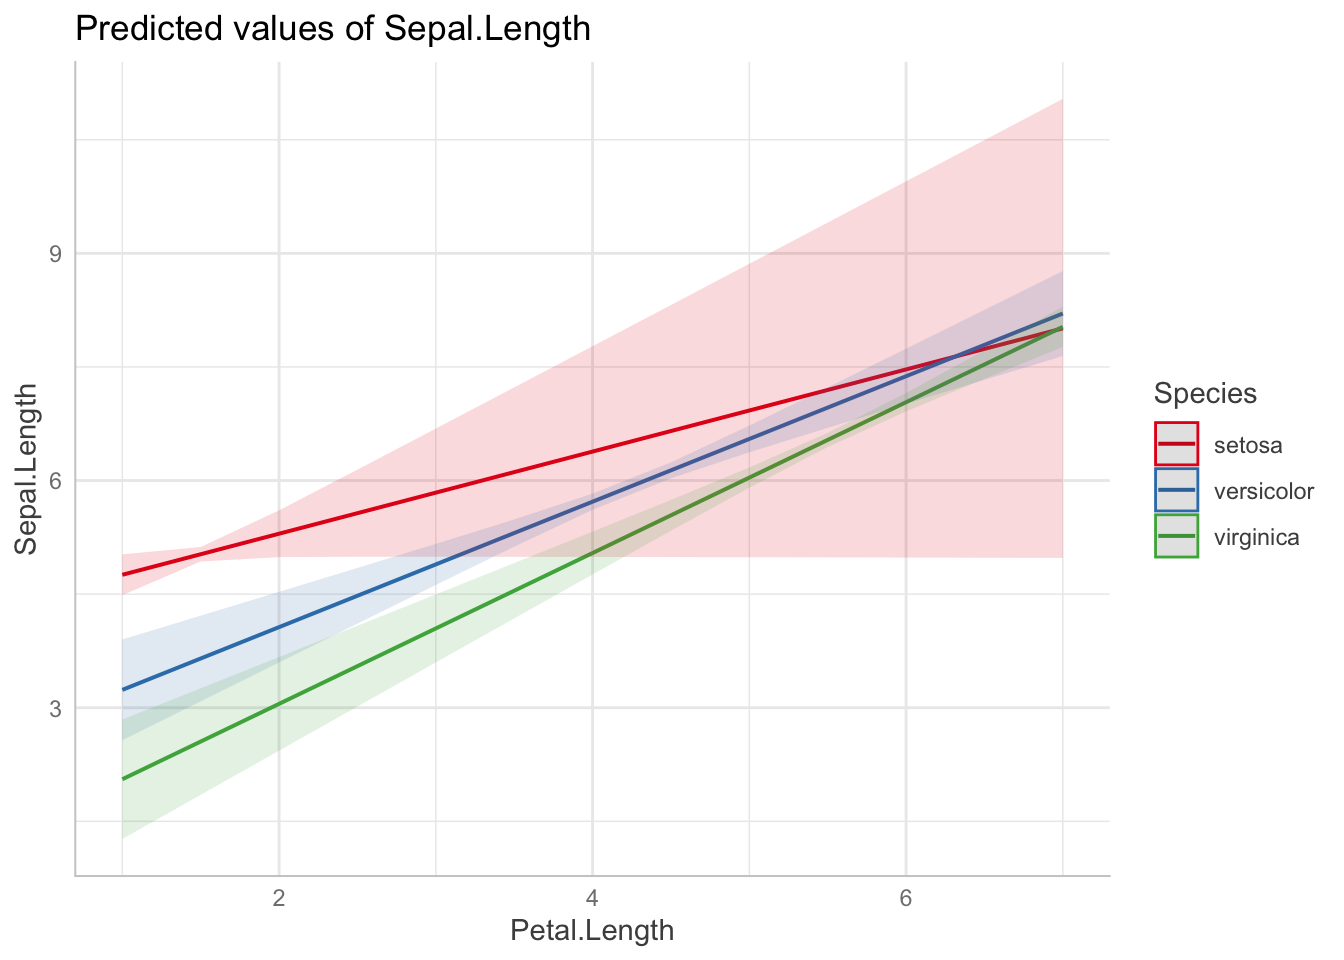 Predicted values of Sepal.Length
9
6
3
Sepal.Length
2 4 6
Petal.Length
Species
setosa
versicolor
virginica